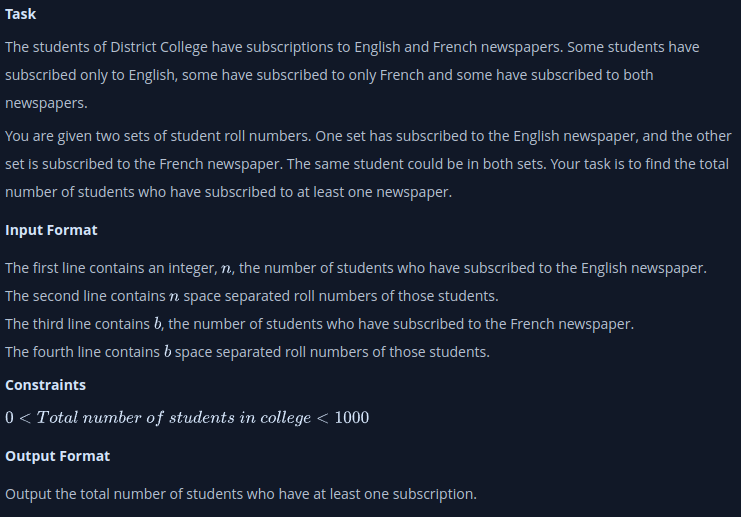 Task
The students of District College have subscriptions to English and French newspapers. Some students have
subscribed only to English, some have subscribed to only French and some have subscribed to both
newspapers.
You are given two sets of student roll numbers. One set has subscribed to the English newspaper, and the other
set is subscribed to the French newspaper. The same student could be in both sets. Your task is to find the total
number of students who have subscribed to at least one newspaper.
Input Format
The first line contains an integer, n, the number of students who have subscribed to the English newspaper.
The second line contains n space separated roll numbers of those students.
The third line contains b, the number of students who have subscribed to the French newspaper.
The fourth line contains b space separated roll numbers of those students.
Constraints
0 < Total number of students in college < 1000
Output Format
Output the total number of students who have at least one subscription.